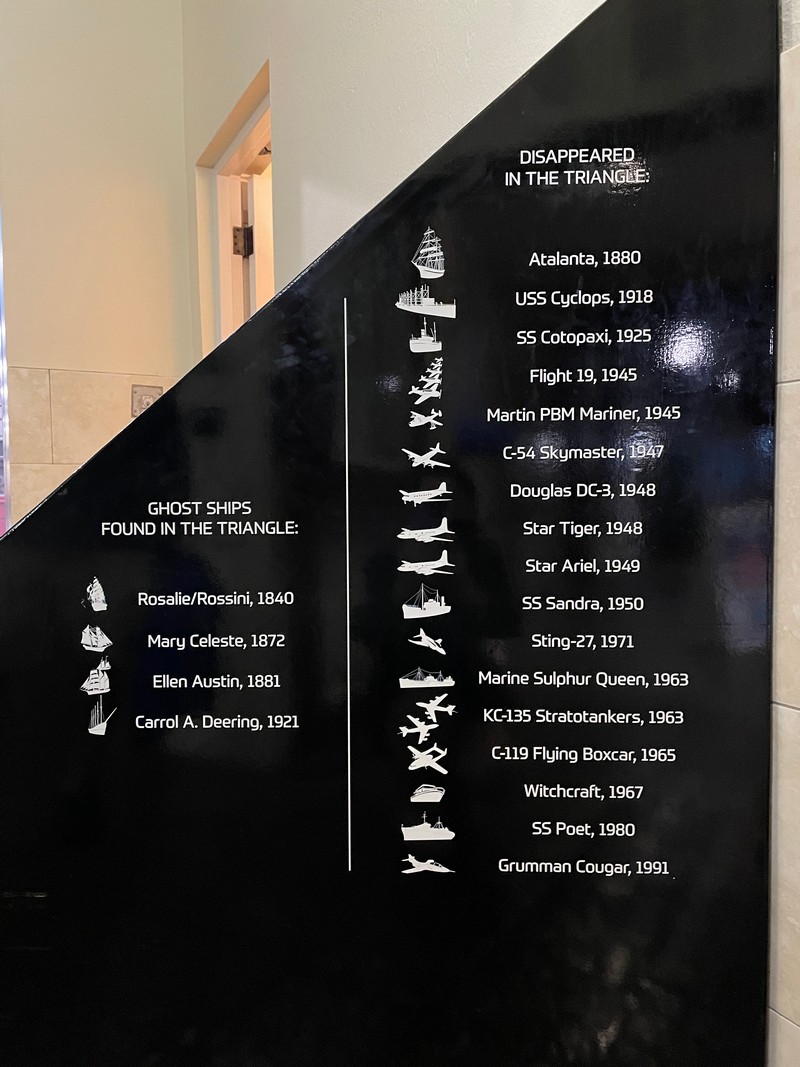 GHOST SHIPS
FOUND IN THE TRIANGLE:
Rosalie/Rossini, 1840
Mary Celeste, 1872
Ellen Austin, 1881
Carrol A. Deering, 1921
DISAPPEARED
IN THE TRIANGLE:
Atalanta, 1880
USS Cyclops, 1918
SS Cotopaxi, 1925
Flight 19, 1945
Martin PBM Mariner, 1945
C-54 Skymaster, 1947
Douglas DC-3, 1948
Star Tiger, 1948
Star Ariel, 1949
SS Sandra, 1950
Sting-27, 1971
Marine Sulphur Queen, 1963
KC-135 Stratotankers, 1963
C-119 Flying Boxcar, 1965
Witchcraft, 1967
SS Poet, 1980
Grumman Cougar, 1991